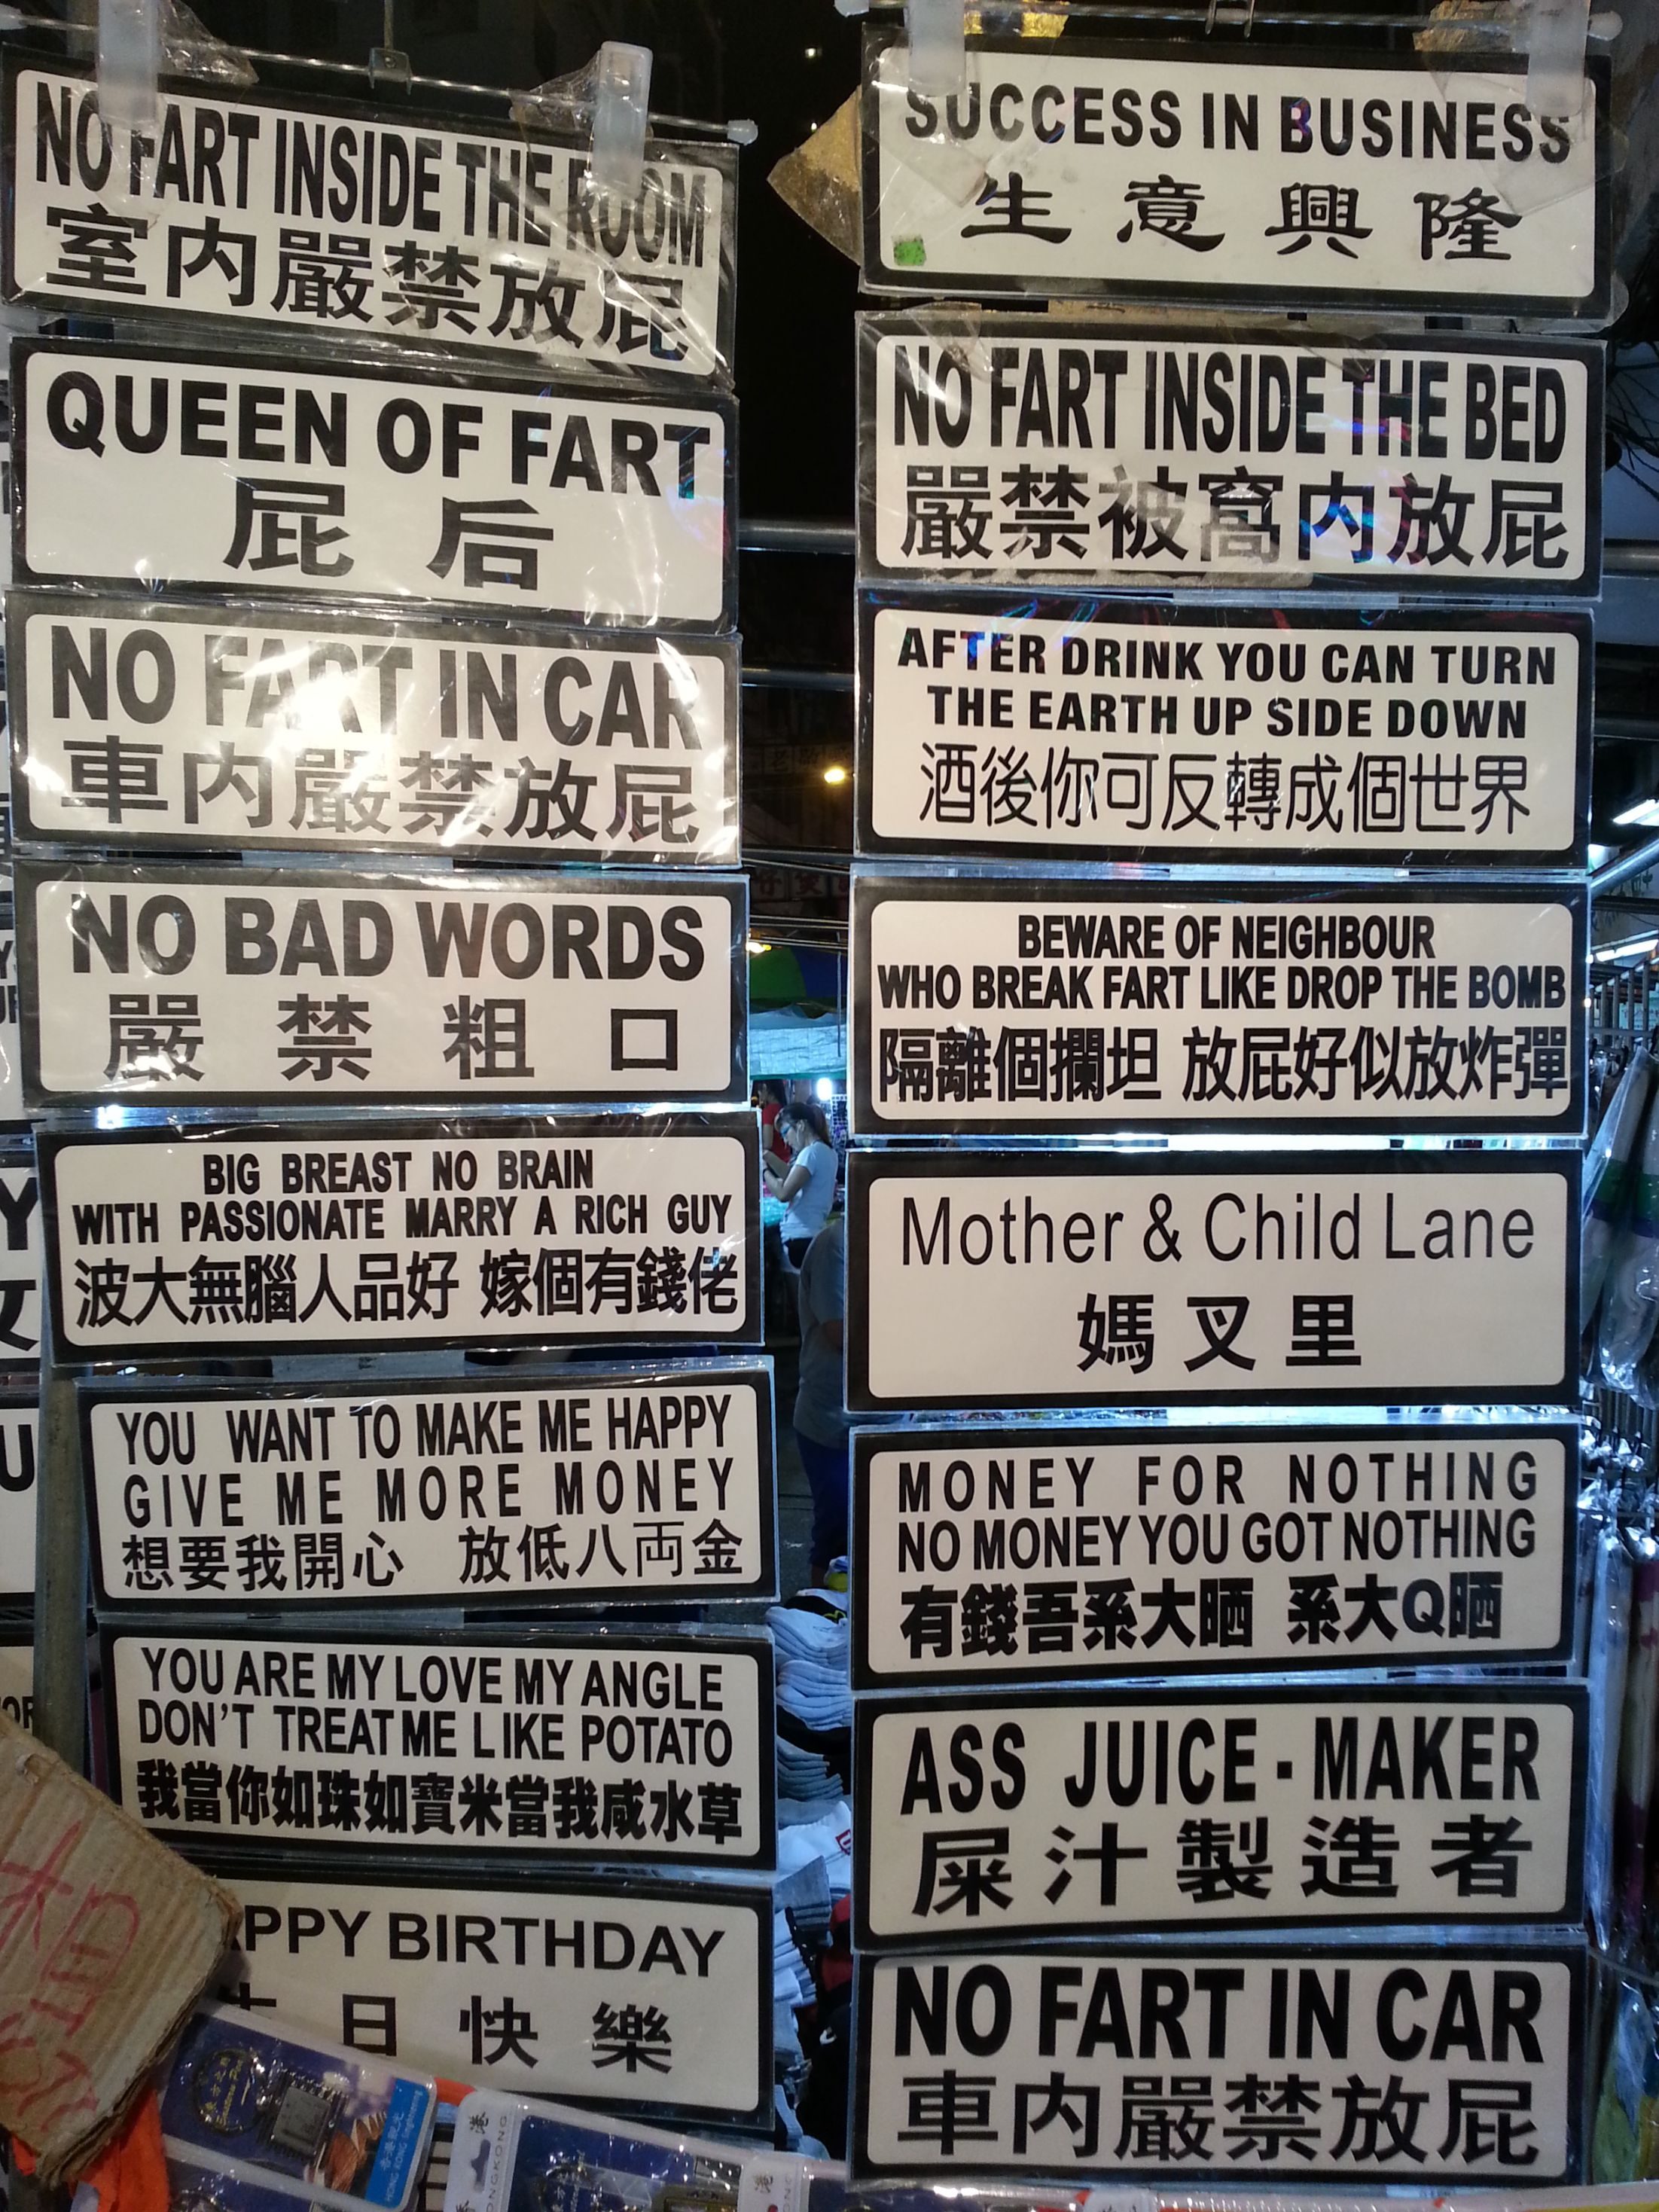 NO FART INSIDE THE ROOM
室内嚴禁放屁
QUEEN OF FART
屁后
NO FART IN CAR
車内嚴禁放屁
NO BAD WORDS
嚴禁粗口
BIG BREAST NO BRAIN
WITH PASSIONATE MARRY A RICH GUY
波大無腦人品好 嫁個有錢佬
YOU WANT TO MAKE ME HAPPY
GIVE ME MORE MONEY
想要我開心 放低八両金
YOU ARE MY LOVE MY ANGLE
DON'T TREAT ME LIKE POTATO
我當你如珠如寶米當我咸水草
PPY BIRTHDAY
日快樂
SUCCESS IN BUSINESS
生意興隆
NO FART INSIDE THE BED
嚴禁被窩内放屁
AFTER DRINK YOU CAN TURN
THE EARTH UP SIDE DOWN
酒後你可反轉成個世界
BEWARE OF NEIGHBOUR
WHO BREAK FART LIKE DROP THE BOMB
隔離個攔坦 放屁好似放炸彈
Mother & Child Lane
媽叉里
MONEY FOR NOTHING
NO MONEY YOU GOT NOTHING
有錢吾系大晒 系大Q晒
ASS JUICE - MAKER
屎汁製造者
NO FART IN CAR
車内嚴禁放屁
HONG KONG
港
HONGKONG
港